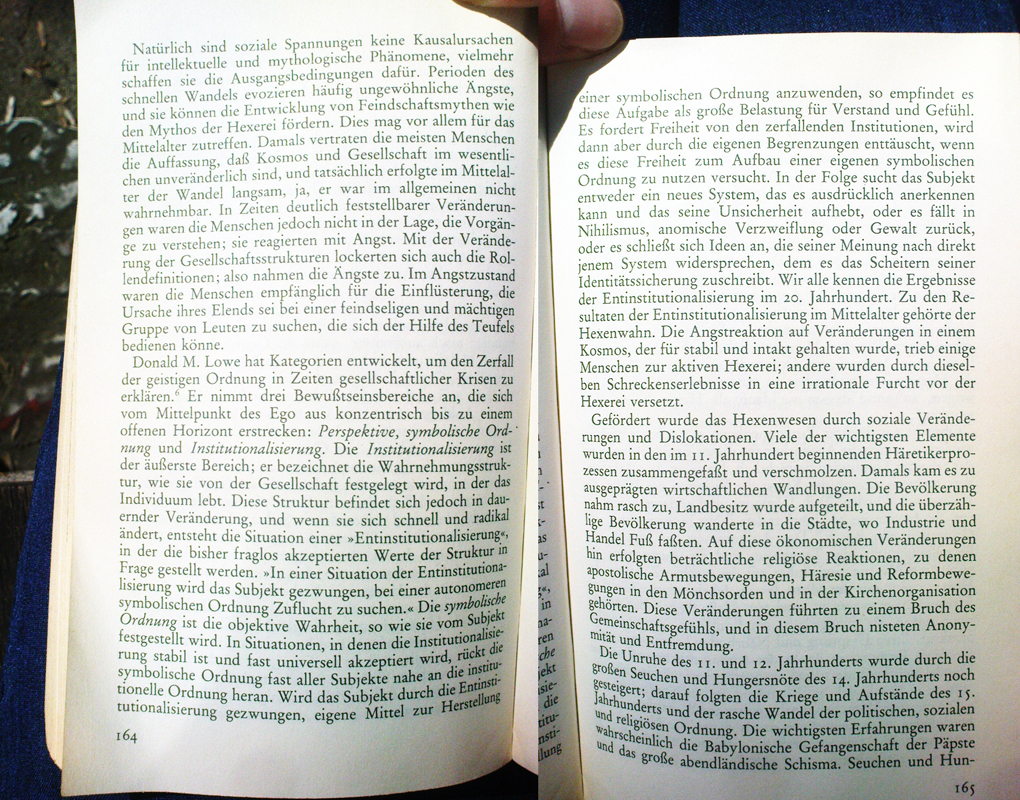 Natürlich sind soziale Spannungen keine Kausalursachen
für intellektuelle und mythologische Phänomene, vielmehr
schaffen sie die Ausgangsbedingungen dafür. Perioden des
schnellen Wandels evozieren häufig ungewöhnliche Ängste,
und sie können die Entwicklung von Feindschaftsmythen wie
den Mythos der Hexerei fördern. Dies mag vor allem für das
Mittelalter zutreffen. Damals vertraten die meisten Menschen
die Auffassung, daß Kosmos und Gesellschaft im wesentli-
chen unveränderlich sind, und tatsächlich erfolgte im Mittelal-
ter der Wandel langsam, ja, er war im allgemeinen nicht
wahrnehmbar. In Zeiten deutlich feststellbarer Veränderun-
gen waren die Menschen jedoch nicht in der Lage, die Vorgän-
ge zu verstehen; sie reagierten mit Angst. Mit der Verände-
rung der Gesellschaftsstrukturen lockerten sich auch die Rol-
lendefinitionen; also nahmen die Ängste zu. Im Angstzustand
waren die Menschen empfänglich für die Einflüsterung, die
Ursache ihres Elends sei bei einer feindseligen und mächtigen
Gruppe von Leuten zu suchen, die sich der Hilfe des Teufels
bedienen könne.
Donald M. Lowe hat Kategorien entwickelt, um den Zerfall
der geistigen Ordnung in Zeiten gesellschaftlicher Krisen zu
erklären.⁶ Er nimmt drei Bewußtseinsbereiche an, die sich
vom Mittelpunkt des Ego aus konzentrisch bis zu einem
offenen Horizont erstrecken: Perspektive, symbolische Ord-
nung und Institutionalisierung. Die Institutionalisierung ist
der äußerste Bereich; er bezeichnet die Wahrnehmungsstruk-
tur, wie sie von der Gesellschaft festgelegt wird, in der das
Individuum lebt. Diese Struktur befindet sich jedoch in dau-
ernder Veränderung, und wenn sie sich schnell und radikal
ändert, entsteht die Situation einer »Entinstitutionalisierung«,
in der die bisher fraglos akzeptierten Werte der Struktur in
Frage gestellt werden. »In einer Situation der Entinstitutiona-
lisierung wird das Subjekt gezwungen, bei einer autonomeren
symbolischen Ordnung Zuflucht zu suchen.« Die symbolische
Ordnung ist die objektive Wahrheit, so wie sie vom Subjekt
festgestellt wird. In Situationen, in denen die Institutionalisie-
rung stabil ist und fast universell akzeptiert wird, rückt die
symbolische Ordnung fast aller Subjekte nahe an die institu-
tionelle Ordnung heran. Wird das Subjekt durch die Entinsti-
tutionalisierung gezwungen, eigene Mittel zur Herstellung
164
einer symbolischen Ordnung anzuwenden, so empfindet es
diese Aufgabe als große Belastung für Verstand und Gefühl.
Es fordert Freiheit von den zerfallenden Institutionen, wird
dann aber durch die eigenen Begrenzungen enttäuscht, wenn
es diese Freiheit zum Aufbau einer eigenen symbolischen
Ordnung zu nutzen versucht. In der Folge sucht das Subjekt
entweder ein neues System, das es ausdrücklich anerkennen
kann und das seine Unsicherheit aufhebt, oder es fällt in
Nihilismus, anomische Verzweiflung oder Gewalt zurück,
oder es schließt sich Ideen an, die seiner Meinung nach direkt
jenem System widersprechen, dem es das Scheitern seiner
Identitätssicherung zuschreibt. Wir alle kennen die Ergebnisse
der Entinstitutionalisierung im 20. Jahrhundert. Zu den Re-
sultaten der Entinstitutionalisierung im Mittelalter gehörte der
Hexenwahn. Die Angstreaktion auf Veränderungen in einem
Kosmos, der für stabil und intakt gehalten wurde, trieb einige
Menschen zur aktiven Hexerei; andere wurden durch diesel-
ben Schreckenserlebnisse in eine irrationale Furcht vor der
Hexerei versetzt.
Gefördert wurde das Hexenwesen durch soziale Verände-
rungen und Dislokationen. Viele der wichtigsten Elemente
wurden in den im 11. Jahrhundert beginnenden Häretikerpro-
zessen zusammengefaßt und verschmolzen. Damals kam es zu
ausgeprägten wirtschaftlichen Wandlungen. Die Bevölkerung
nahm rasch zu, Landbesitz wurde aufgeteilt, und die überzäh-
lige Bevölkerung wanderte in die Städte, wo Industrie und
Handel Fuß faßten. Auf diese ökonomischen Veränderungen
hin erfolgten beträchtliche religiöse Reaktionen, zu denen
apostolische Armutsbewegungen, Häresie und Reformbewe-
gungen in den Mönchsorden und in der Kirchenorganisation
gehörten. Diese Veränderungen führten zu einem Bruch des
Gemeinschaftsgefühls, und in diesem Bruch nisteten Anony-
mität und Entfremdung.
Die Unruhe des 11. und 12. Jahrhunderts wurde durch die
großen Seuchen und Hungersnöte des 14. Jahrhunderts noch
gesteigert; darauf folgten die Kriege und Aufstände des 15.
Jahrhunderts und der rasche Wandel der politischen, sozialen
und religiösen Ordnung. Die wichtigsten Erfahrungen waren
wahrscheinlich die Babylonische Gefangenschaft der Päpste
und das große abendländische Schisma. Seuchen und Hun-
165